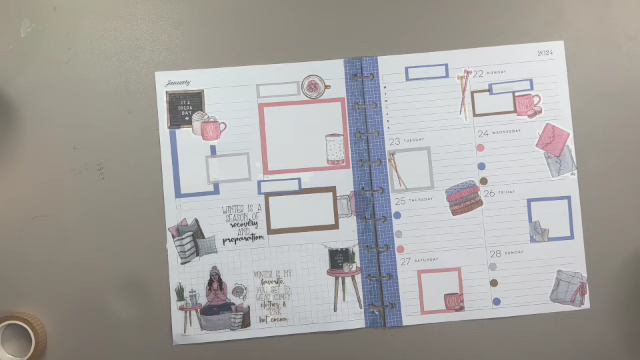 January
2024
IT'S
COCOA
DAY
WINTER IS A
SEASON OF
recovery
AND
preparation
WINTER IS MY
favorite,
hot cocoa
22 MONDAY
23 TUESDAY
24 WEDNESDAY
25 THURSDAY
26 FRIDAY
27 SATURDAY
28 SUNDAY